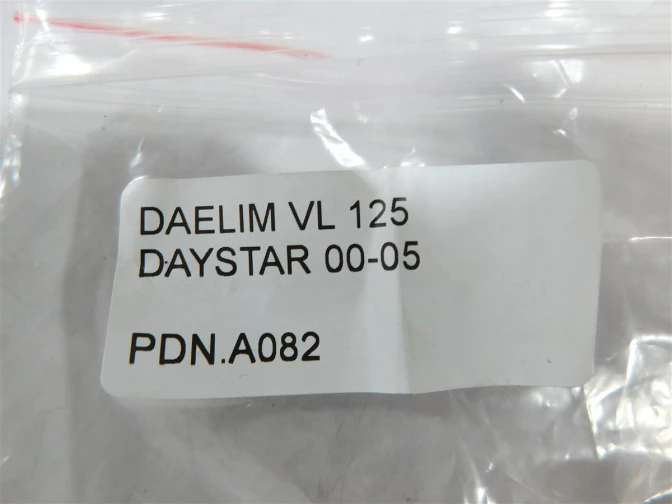 DAELIM VL 125
DAYSTAR 00-05
PDN.A082